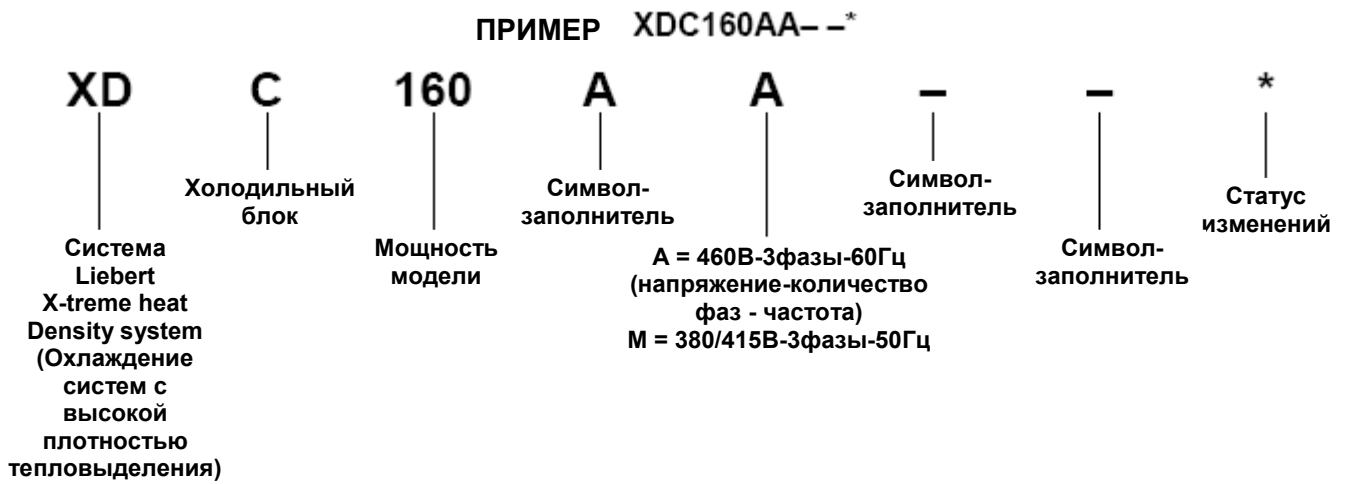 ПРИМЕР XDC160AA– –*
XD C 160 A A – – *
Система
Liebert
X-treme heat
Density system
(Охлаждение
систем с
высокой
плотностью
тепловыделения)
Холодильный
блок
Мощность
модели
Символ-
заполнитель
А = 460В-3фазы-60Гц
(напряжение-количество
фаз - частота)
М = 380/415В-3фазы-50Гц
Символ-
заполнитель
Символ-
заполнитель
Статус
изменений